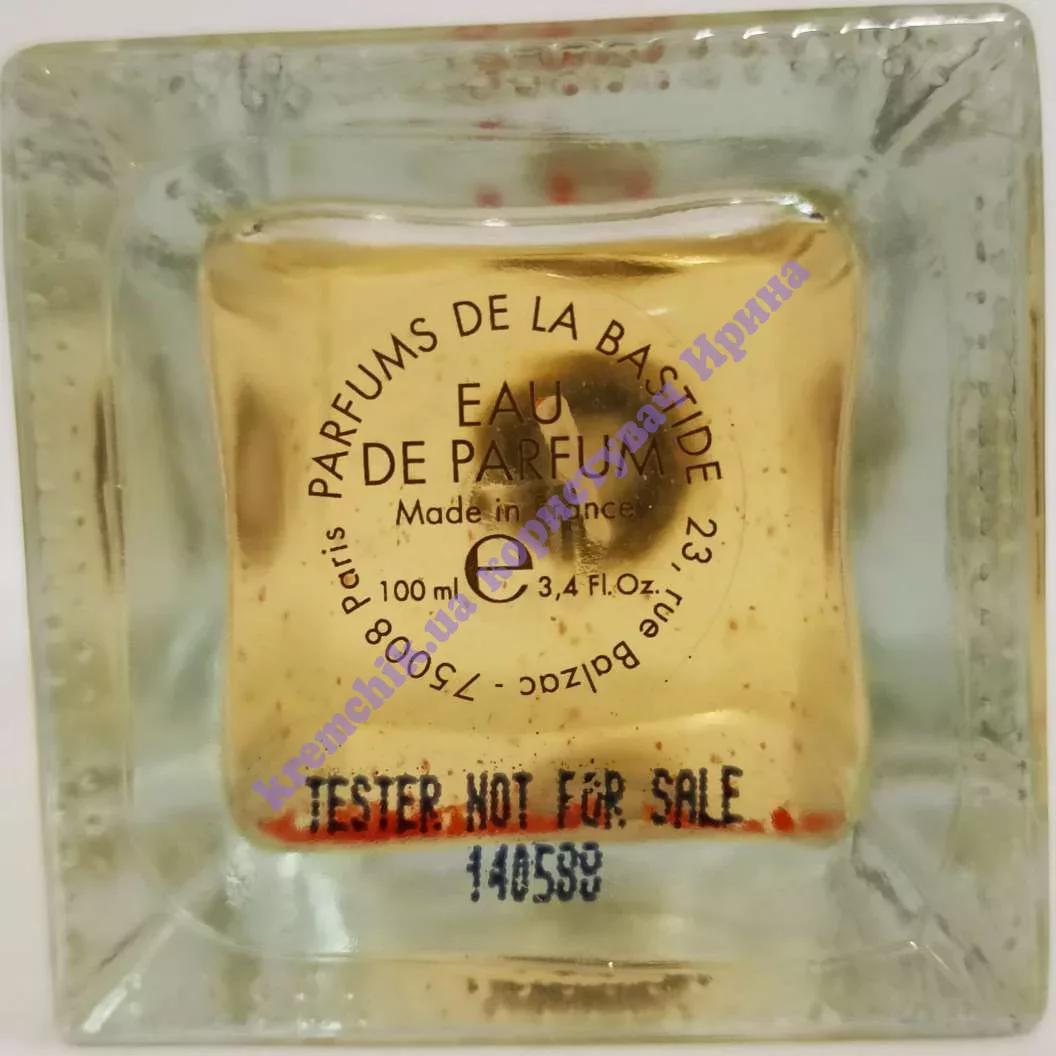 PARFUMS DE LA BASTIDE 23, rue Balzac - 75008 Paris
EAU
DE PARFUM
Made in France
100 ml e 3,4 Fl.Oz.
TESTER NOT FOR SALE
140588
kremchig.ua користувач Ирина